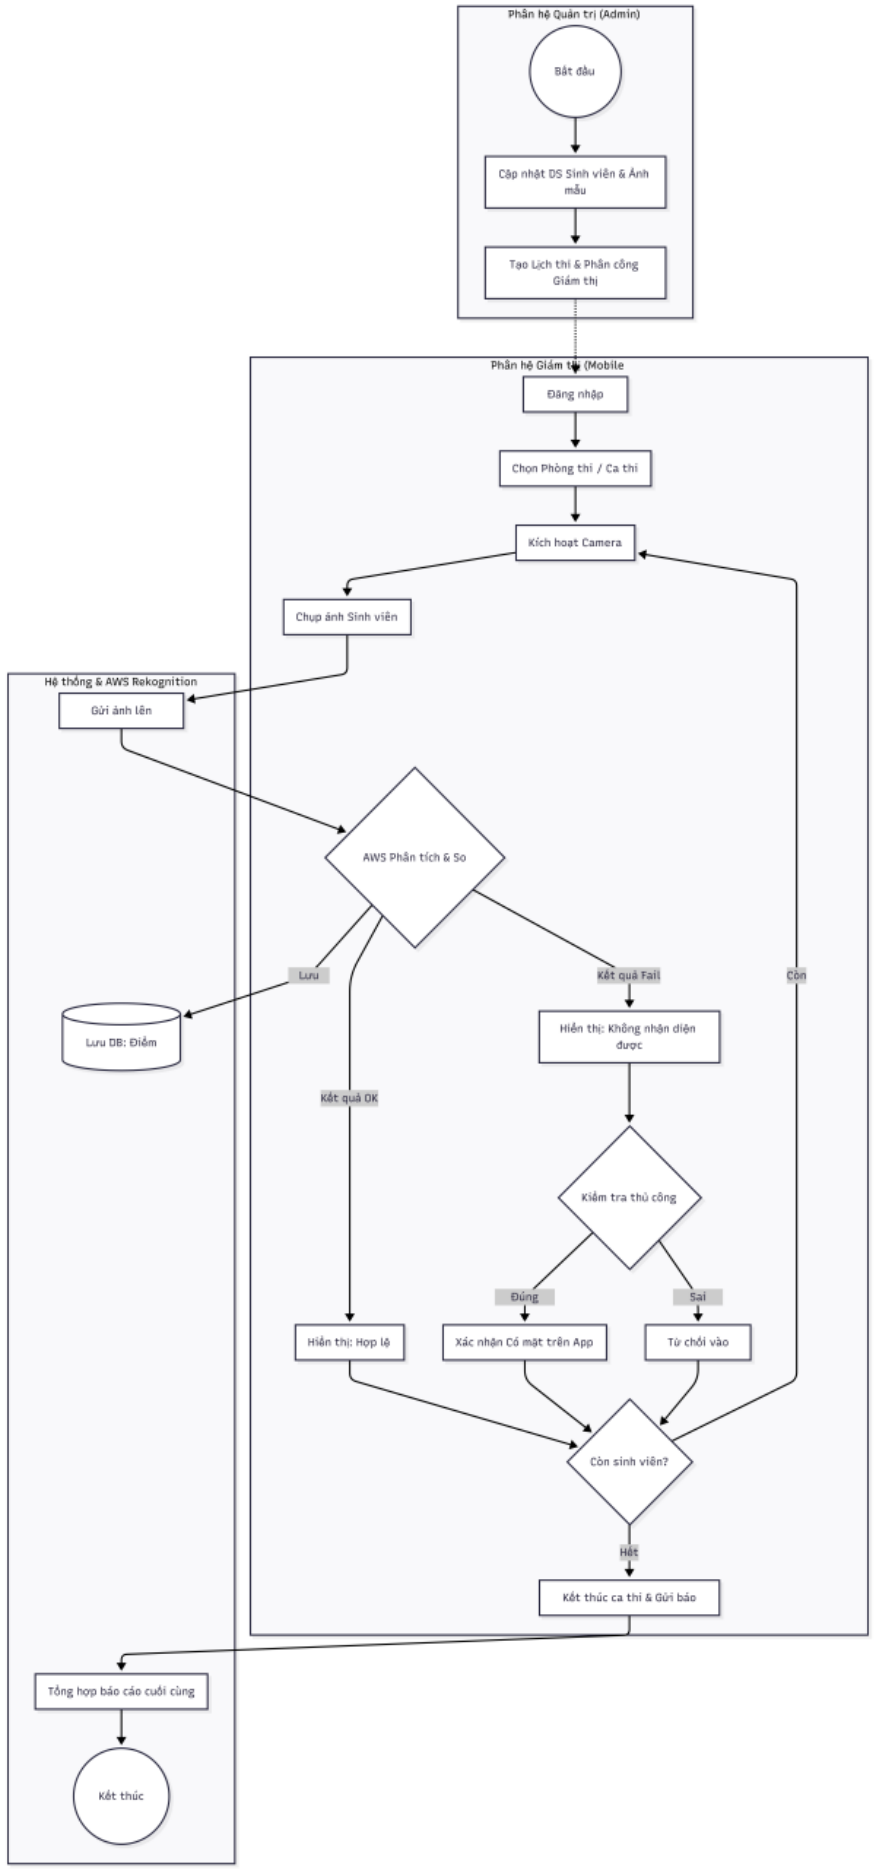 Phân hệ Quản trị (Admin)
Bắt đầu
Cập nhật DS Sinh viên & Ảnh
mẫu
Tạo Lịch thi & Phân công
Giám thị
Phân hệ Giám thị (Mobile
Đăng nhập
Chọn Phòng thi / Ca thi
Kích hoạt Camera
Chụp ảnh Sinh viên
Hệ thống & AWS Rekognition
Gửi ảnh lên
AWS Phân tích & So
Lưu
Kết quả Fail
Còn
Lưu DB: Điểm
Hiển thị: Không nhận diện
được
Kết quả OK
Kiểm tra thủ công
Đúng
Sai
Hiển thị: Hợp lệ
Xác nhận Có mặt trên App
Từ chối vào
Còn sinh viên?
Hết
Kết thúc ca thi & Gửi báo
Tổng hợp báo cáo cuối cùng
Kết thúc